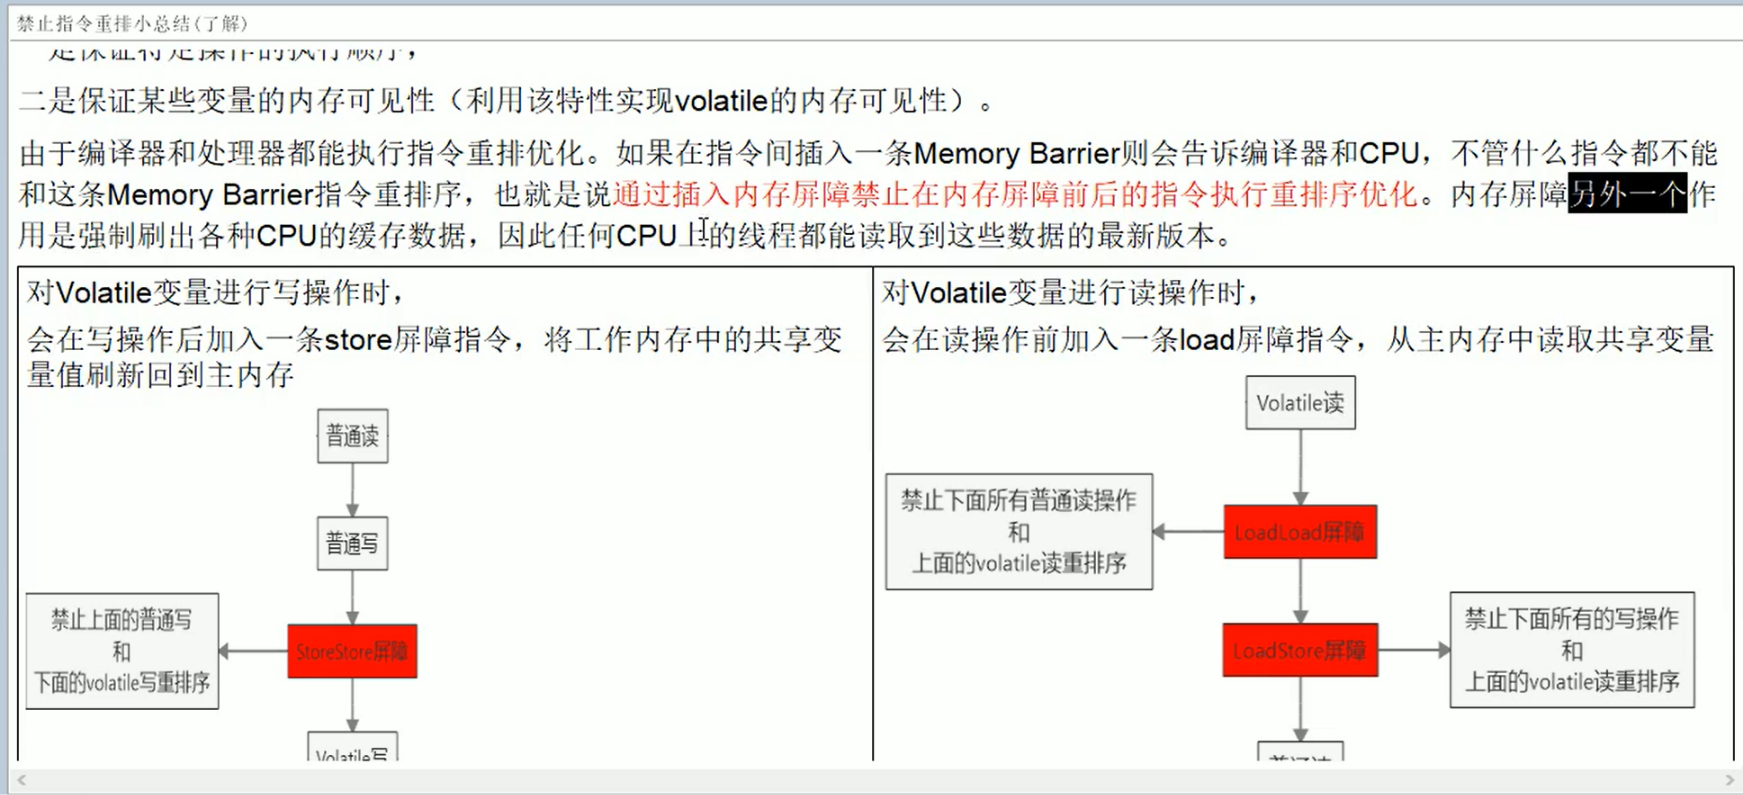 禁止指令重排小总结(了解)
是保证特定操作的执行顺序，
二是保证某些变量的内存可见性（利用该特性实现volatile的内存可见性）。
由于编译器和处理器都能执行指令重排优化。如果在指令间插入一条Memory Barrier则会告诉编译器和CPU，不管什么指令都不能
和这条Memory Barrier指令重排序，也就是说通过插入内存屏障禁止在内存屏障前后的指令执行重排序优化。内存屏障另外一个作
用是强制刷出各种CPU的缓存数据，因此任何CPU上的线程都能读取到这些数据的最新版本。
对Volatile变量进行写操作时，
会在写操作后加入一条store屏障指令，将工作内存中的共享变
量值刷新回到主内存
普通读
普通写
禁止上面的普通写
和
下面的volatile写重排序
StoreStore屏障
Volatile写
对Volatile变量进行读操作时，
会在读操作前加入一条load屏障指令，从主内存中读取共享变量
Volatile读
禁止下面所有普通读操作
和
上面的volatile读重排序
LoadLoad屏障
LoadStore屏障
禁止下面所有的写操作
和
上面的volatile读重排序
普通读